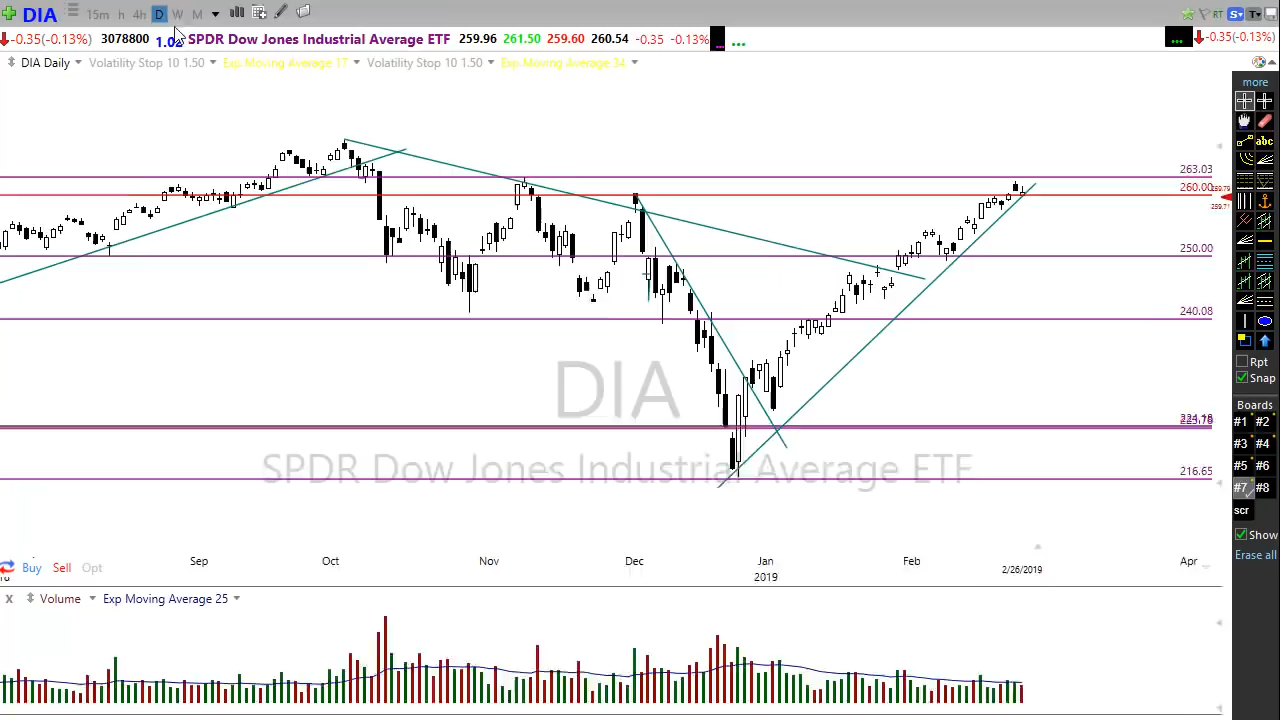 DIA 15m h 4h D W M RT S T
-0.35(-0.13%) 3078800 SPDR Dow Jones Industrial Average ETF 259.96 261.50 259.60 260.54 -0.35 -0.13% ... ... ... -0.35(-0.13%)
DIA Daily Volatility Stop 10 1.50 Exp Moving Average 17 Volatility Stop 10 1.50 Exp Moving Average 34
more
abc
263.03
260.00
250.00
240.08
Rpt
Snap
DIA
Boards
#1 #2
#3 #4
SPDR Dow Jones Industrial Average ETF
#5 #6
216.65
#7 #8
scr
Show
Erase all
Sep Oct Nov Dec Jan Feb Apr
Buy Sell Opt
2019 2/26/2019
X Volume Exp Moving Average 25